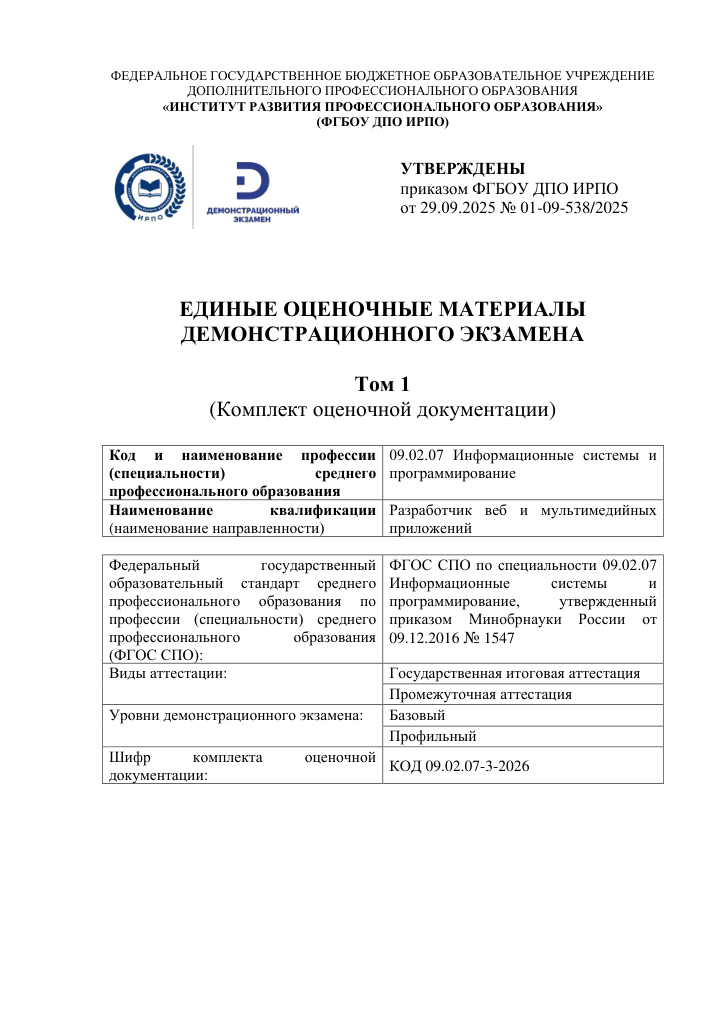 ФЕДЕРАЛЬНОЕ ГОСУДАРСТВЕННОЕ БЮДЖЕТНОЕ ОБРАЗОВАТЕЛЬНОЕ УЧРЕЖДЕНИЕ
ДОПОЛНИТЕЛЬНОГО ПРОФЕССИОНАЛЬНОГО ОБРАЗОВАНИЯ
«ИНСТИТУТ РАЗВИТИЯ ПРОФЕССИОНАЛЬНОГО ОБРАЗОВАНИЯ»
(ФГБОУ ДПО ИРПО)
ИРПО
ДЕМОНСТРАЦИОННЫЙ
ЭКЗАМЕН
УТВЕРЖДЕНЫ
приказом ФГБОУ ДПО ИРПО
от 29.09.2025 № 01-09-538/2025
ЕДИНЫЕ ОЦЕНОЧНЫЕ МАТЕРИАЛЫ
ДЕМОНСТРАЦИОННОГО ЭКЗАМЕНА
Том 1
(Комплект оценочной документации)
Код и наименование профессии
(специальности) среднего
профессионального образования
09.02.07 Информационные системы и
программирование
Наименование квалификации
(наименование направленности)
Разработчик веб и мультимедийных
приложений
Федеральный государственный
образовательный стандарт среднего
профессионального образования по
профессии (специальности) среднего
профессионального образования
(ФГОС СПО):
ФГОС СПО по специальности 09.02.07
Информационные системы и
программирование, утвержденный
приказом Минобрнауки России от
09.12.2016 № 1547
Виды аттестации:
Государственная итоговая аттестация
Промежуточная аттестация
Уровни демонстрационного экзамена:
Базовый
Профильный
Шифр комплекта оценочной
документации:
КОД 09.02.07-3-2026